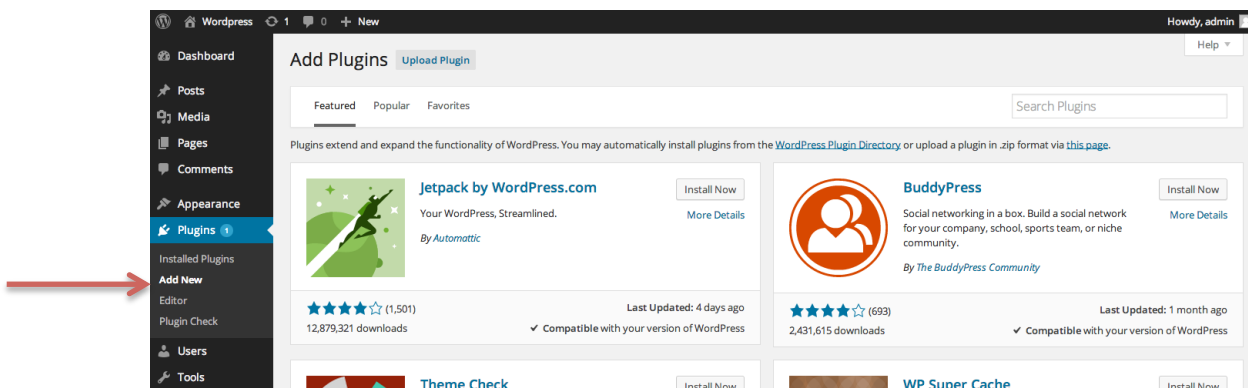 Wordpress 1 0 + New Howdy, admin
Dashboard
Posts
Media
Pages
Comments
Appearance
Plugins 1
Installed Plugins
Add New
Editor
Plugin Check
Users
Tools
Help
Add Plugins Upload Plugin
Featured Popular Favorites Search Plugins
Plugins extend and expand the functionality of WordPress. You may automatically install plugins from the WordPress Plugin Directory or upload a plugin in .zip format via this page.
Jetpack by WordPress.com Install Now
Your WordPress, Streamlined. More Details
By Automattic
(1,501) Last Updated: 4 days ago
12,879,321 downloads ✔ Compatible with your version of WordPress
BuddyPress Install Now
Social networking in a box. Build a social network More Details
for your company, school, sports team, or niche
community.
By The BuddyPress Community
(693) Last Updated: 1 month ago
2,431,615 downloads ✔ Compatible with your version of WordPress
Theme Check Install Now
WP Super Cache Install Now